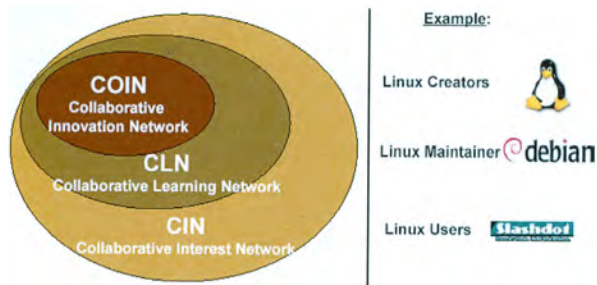 COIN
Collaborative
Innovation Network
CLN
Collaborative Learning Network
CIN
Collaborative Interest Network
Example:
Linux Creators
Linux Maintainer debian
Linux Users Slashdot